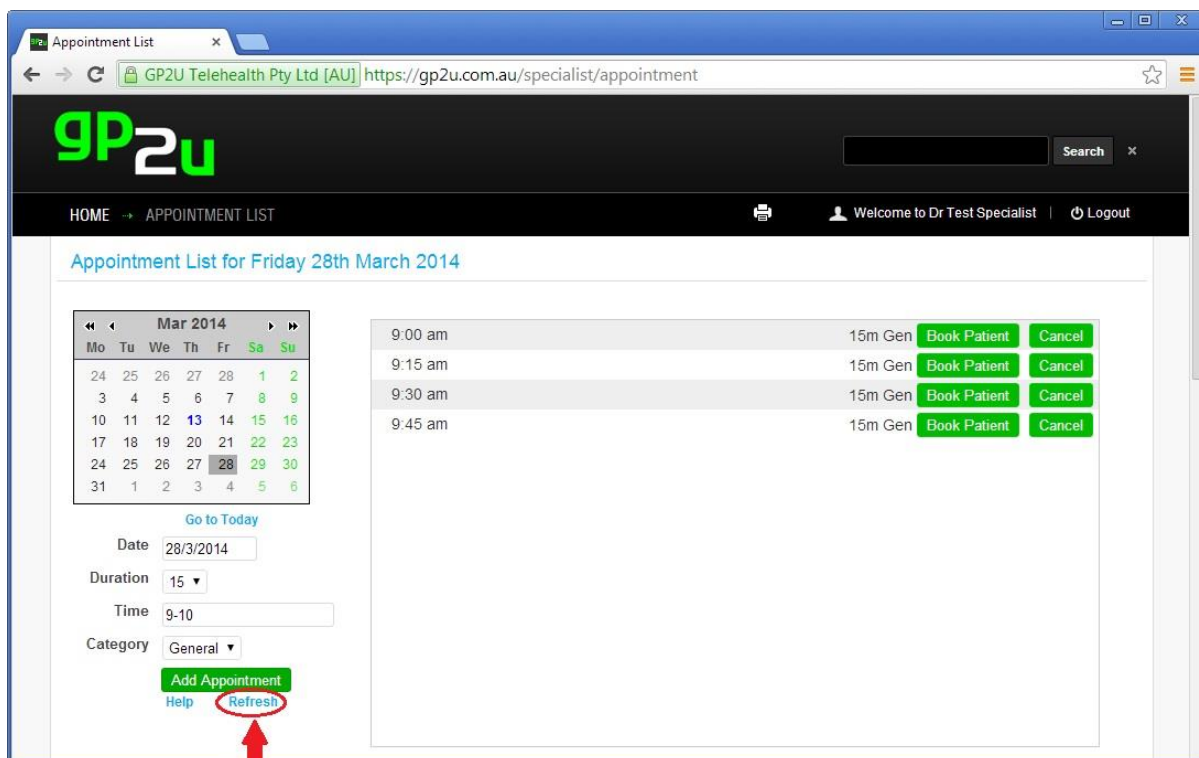 Appointment List
GP2U Telehealth Pty Ltd [AU] https://gp2u.com.au/specialist/appointment
gp2u
Search
HOME APPOINTMENT LIST Welcome to Dr Test Specialist | Logout
Appointment List for Friday 28th March 2014
Mar 2014
Mo Tu We Th Fr Sa Su
24 25 26 27 28 1 2
3 4 5 6 7 8 9
10 11 12 13 14 15 16
17 18 19 20 21 22 23
24 25 26 27 28 29 30
31 1 2 3 4 5 6
Go to Today
Date 28/3/2014
Duration 15
Time 9-10
Category General
Add Appointment
Help Refresh
9:00 am 15m Gen Book Patient Cancel
9:15 am 15m Gen Book Patient Cancel
9:30 am 15m Gen Book Patient Cancel
9:45 am 15m Gen Book Patient Cancel